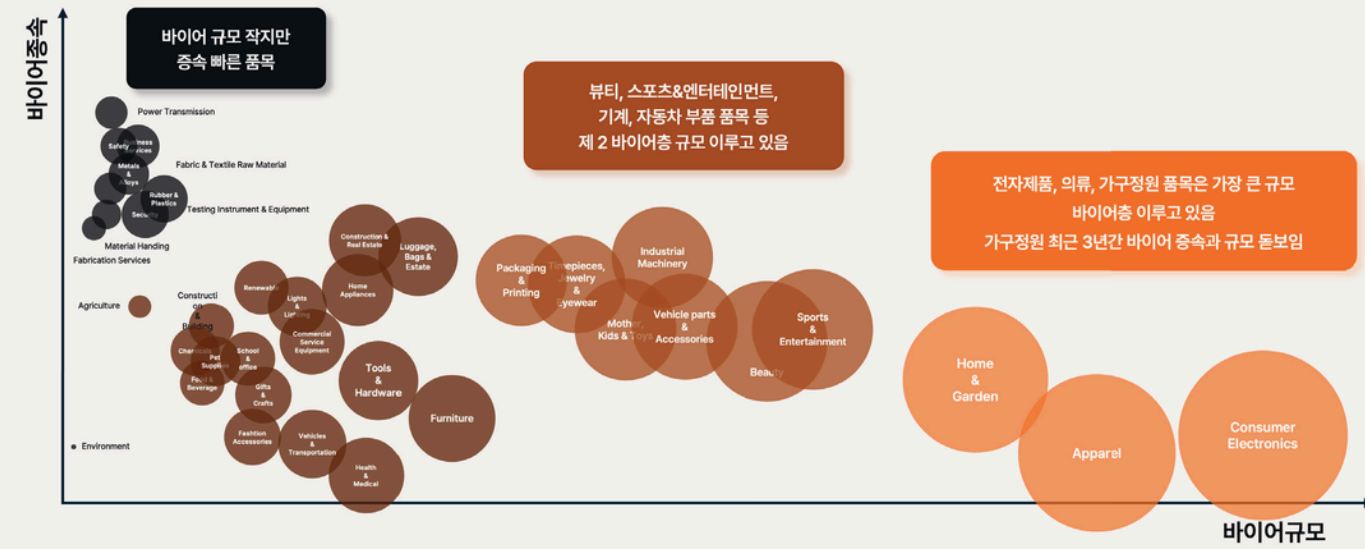 바이어종속
바이어 규모 작지만
증속 빠른 품목
뷰티, 스포츠&엔터테인먼트,
기계, 자동차 부품 품목 등
제 2 바이어층 규모 이루고 있음
전자제품, 의류, 가구정원 품목은 가장 큰 규모
바이어층 이루고 있음
가구정원 최근 3년간 바이어 증속과 규모 돋보임
Power Transmission
Safety
Services
Fabric & Textile Raw Material
Metals
&
Alloys
Rubber &
Plastics
Security
Testing Instrument & Equipment
Material Handing
Fabrication Services
Agriculture
Constructi
on
&
Building
Renewable
Lights
&
Lighting
Construction &
Real Estate
Luggage,
Bags &
Estate
Home
Appliances
Commercial
Service
Equipment
Chemicals
Pet
Supplies
School
&
office
Food &
Beverage
Gifts
&
Crafts
Tools
&
Hardware
Furniture
Fashtion
Accessories
Vehicles
&
Transportation
Health
&
Medical
Environment
Packaging
&
Printing
Timepieces,
Jewelry
&
Eyewear
Industrial
Machinery
Mother,
Kids & Toys
Vehicle parts
&
Accessories
Beauty
Sports
&
Entertainment
Home
&
Garden
Apparel
Consumer
Electronics
바이어규모